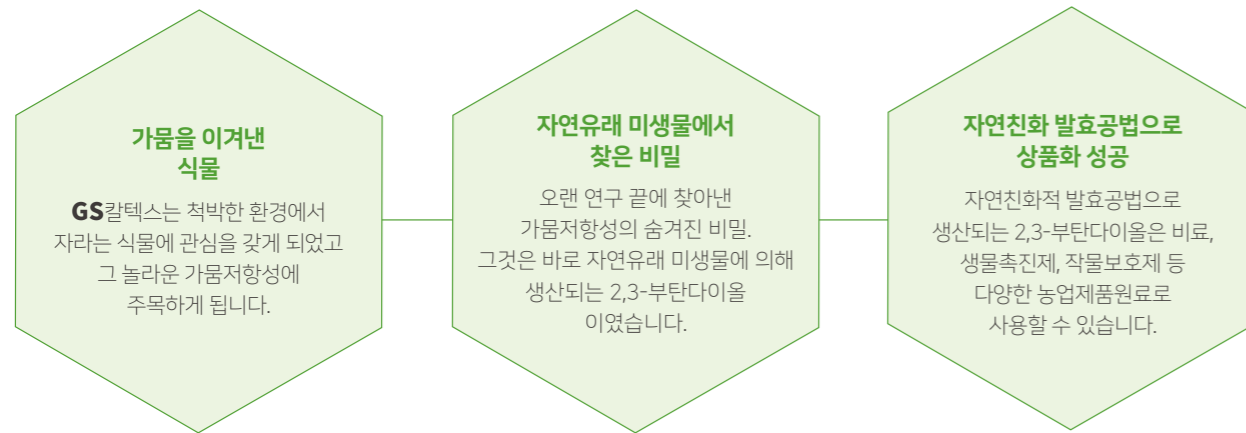 가뭄을 이겨낸
식물
GS칼텍스는 척박한 환경에서
자라는 식물에 관심을 갖게 되었고
그 놀라운 가뭄저항성에
주목하게 됩니다.
자연유래 미생물에서
찾은 비밀
오랜 연구 끝에 찾아낸
가뭄저항성의 숨겨진 비밀.
그것은 바로 자연유래 미생물에 의해
생산되는 2,3-부탄다이올
이였습니다.
자연친화 발효공법으로
상품화 성공
자연친화적 발효공법으로
생산되는 2,3-부탄다이올은 비료,
생물촉진제, 작물보호제 등
다양한 농업제품원료로
사용할 수 있습니다.